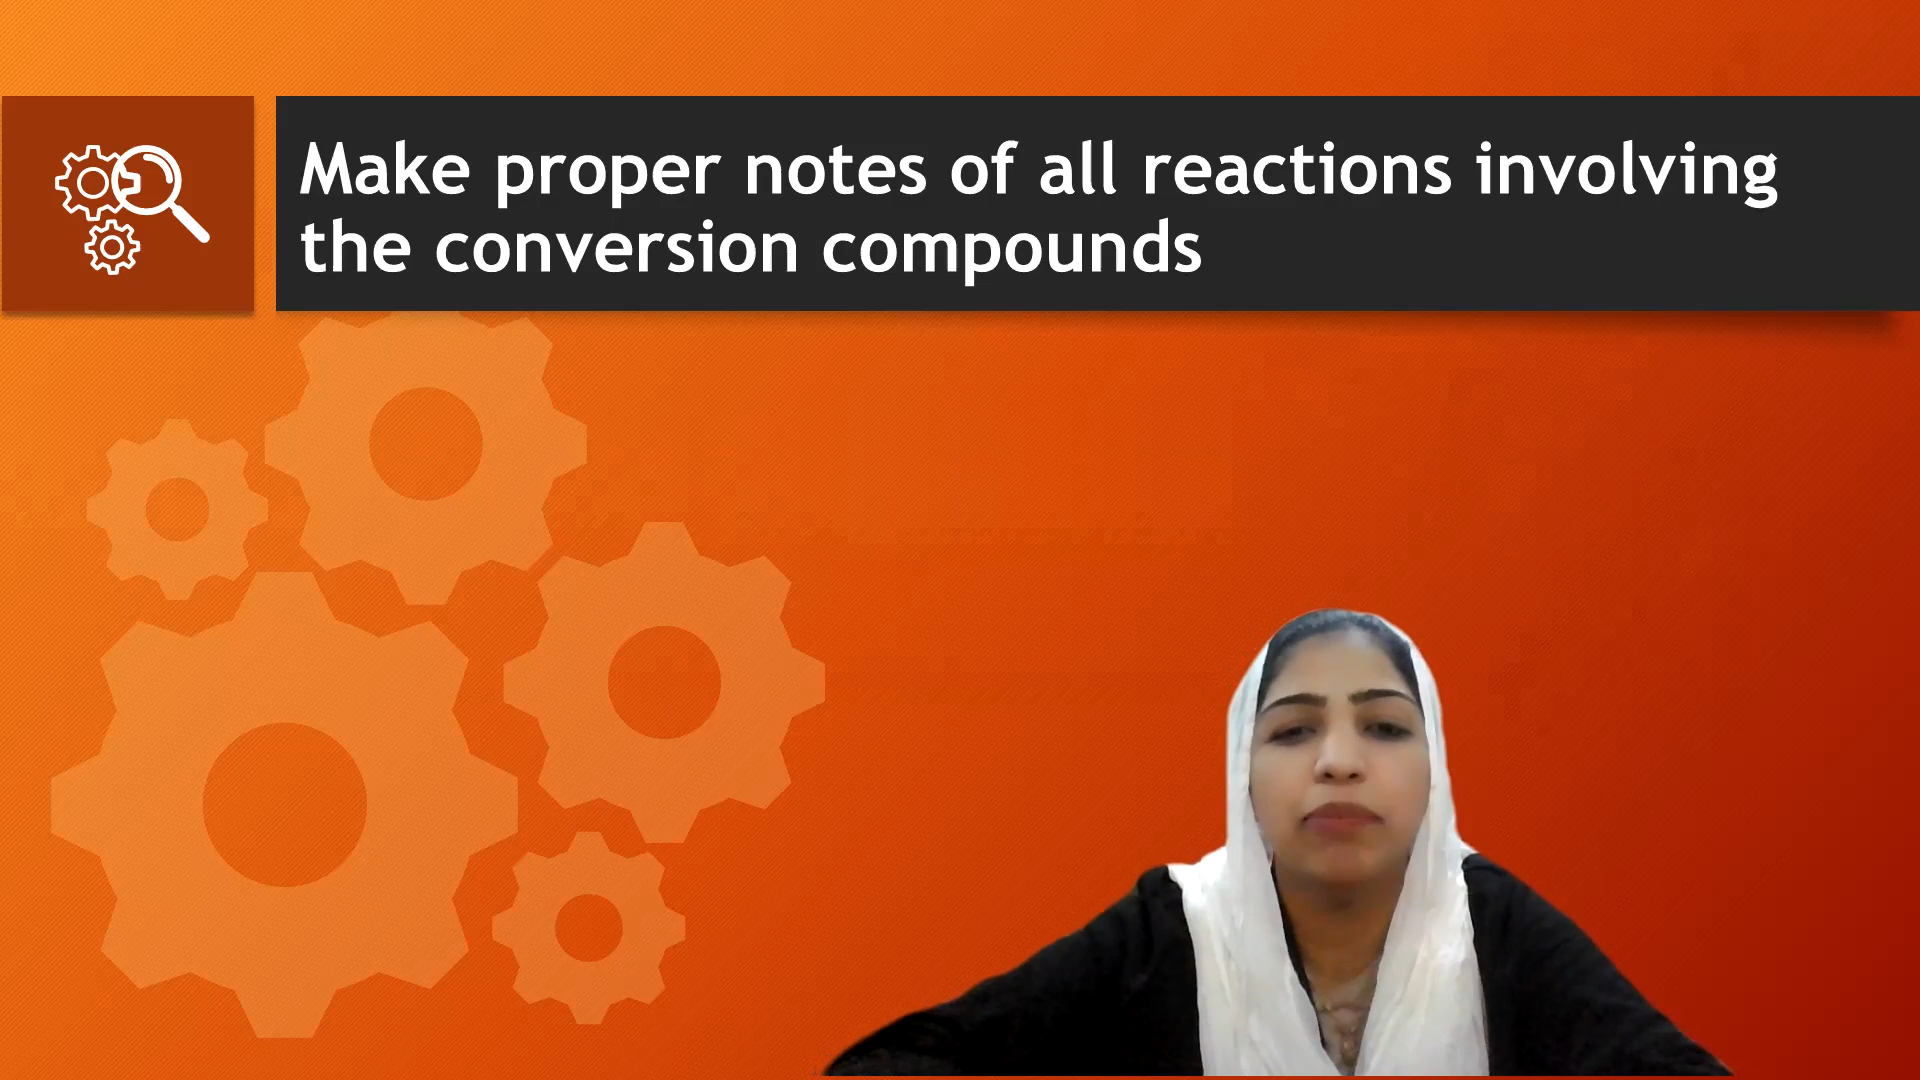 Make proper notes of all reactions involving
the conversion compounds